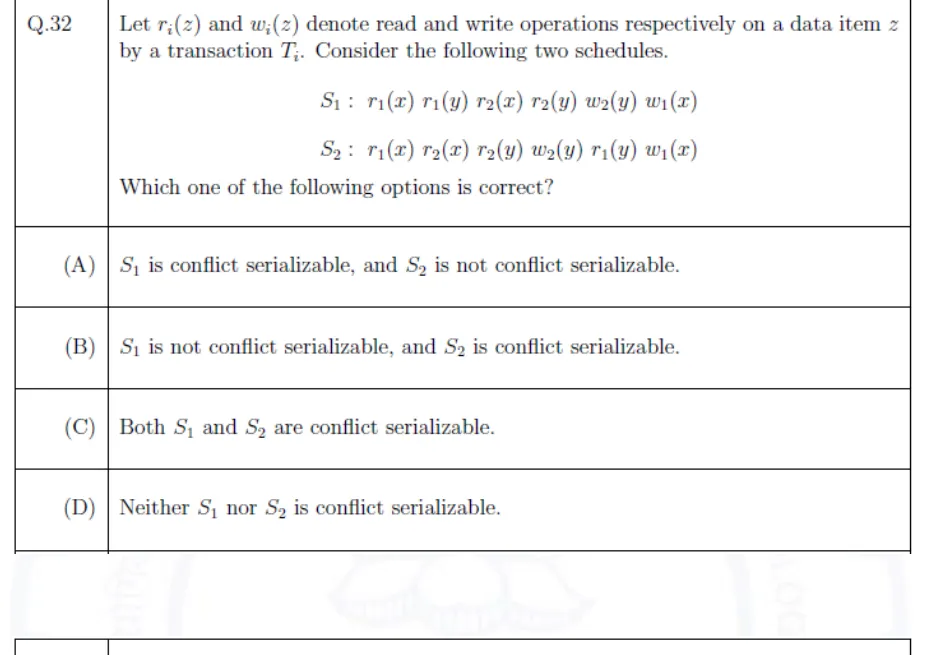 Q.32
Let rᵢ(z) and wᵢ(z) denote read and write operations respectively on a data item z
by a transaction Tᵢ. Consider the following two schedules.
S₁ : r₁(x) r₁(y) r₂(x) r₂(y) w₂(y) w₁(x)
S₂ : r₁(x) r₂(x) r₂(y) w₂(y) r₁(y) w₁(x)
Which one of the following options is correct?
(A) S₁ is conflict serializable, and S₂ is not conflict serializable.
(B) S₁ is not conflict serializable, and S₂ is conflict serializable.
(C) Both S₁ and S₂ are conflict serializable.
(D) Neither S₁ nor S₂ is conflict serializable.